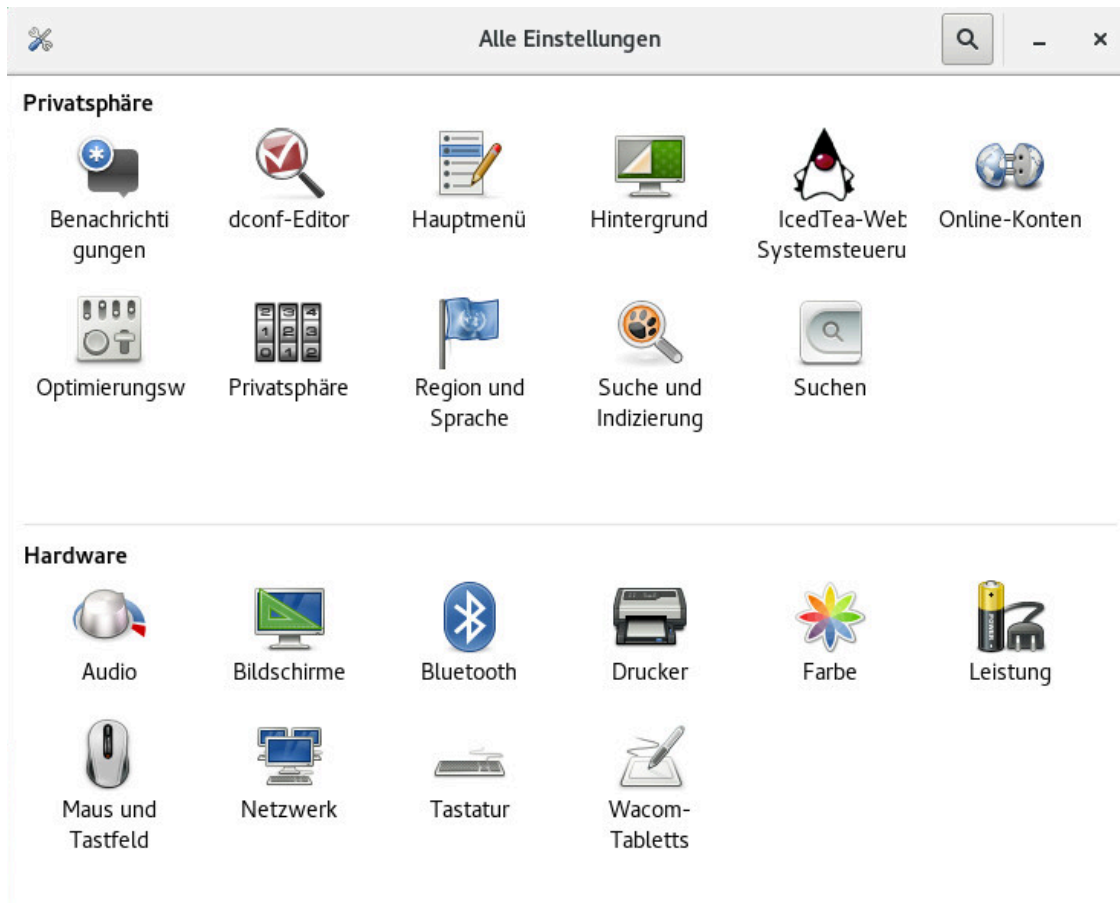 Alle Einstellungen
Privatsphäre
Benachrichti
gungen
dconf-Editor
Hauptmenü
Hintergrund
IcedTea-Web
Systemsteueru
Online-Konten
Optimierungsw
Privatsphäre
Region und
Sprache
Suche und
Indizierung
Suchen
Hardware
Audio
Bildschirme
Bluetooth
Drucker
Farbe
Leistung
Maus und
Tastfeld
Netzwerk
Tastatur
Wacom-
Tabletts